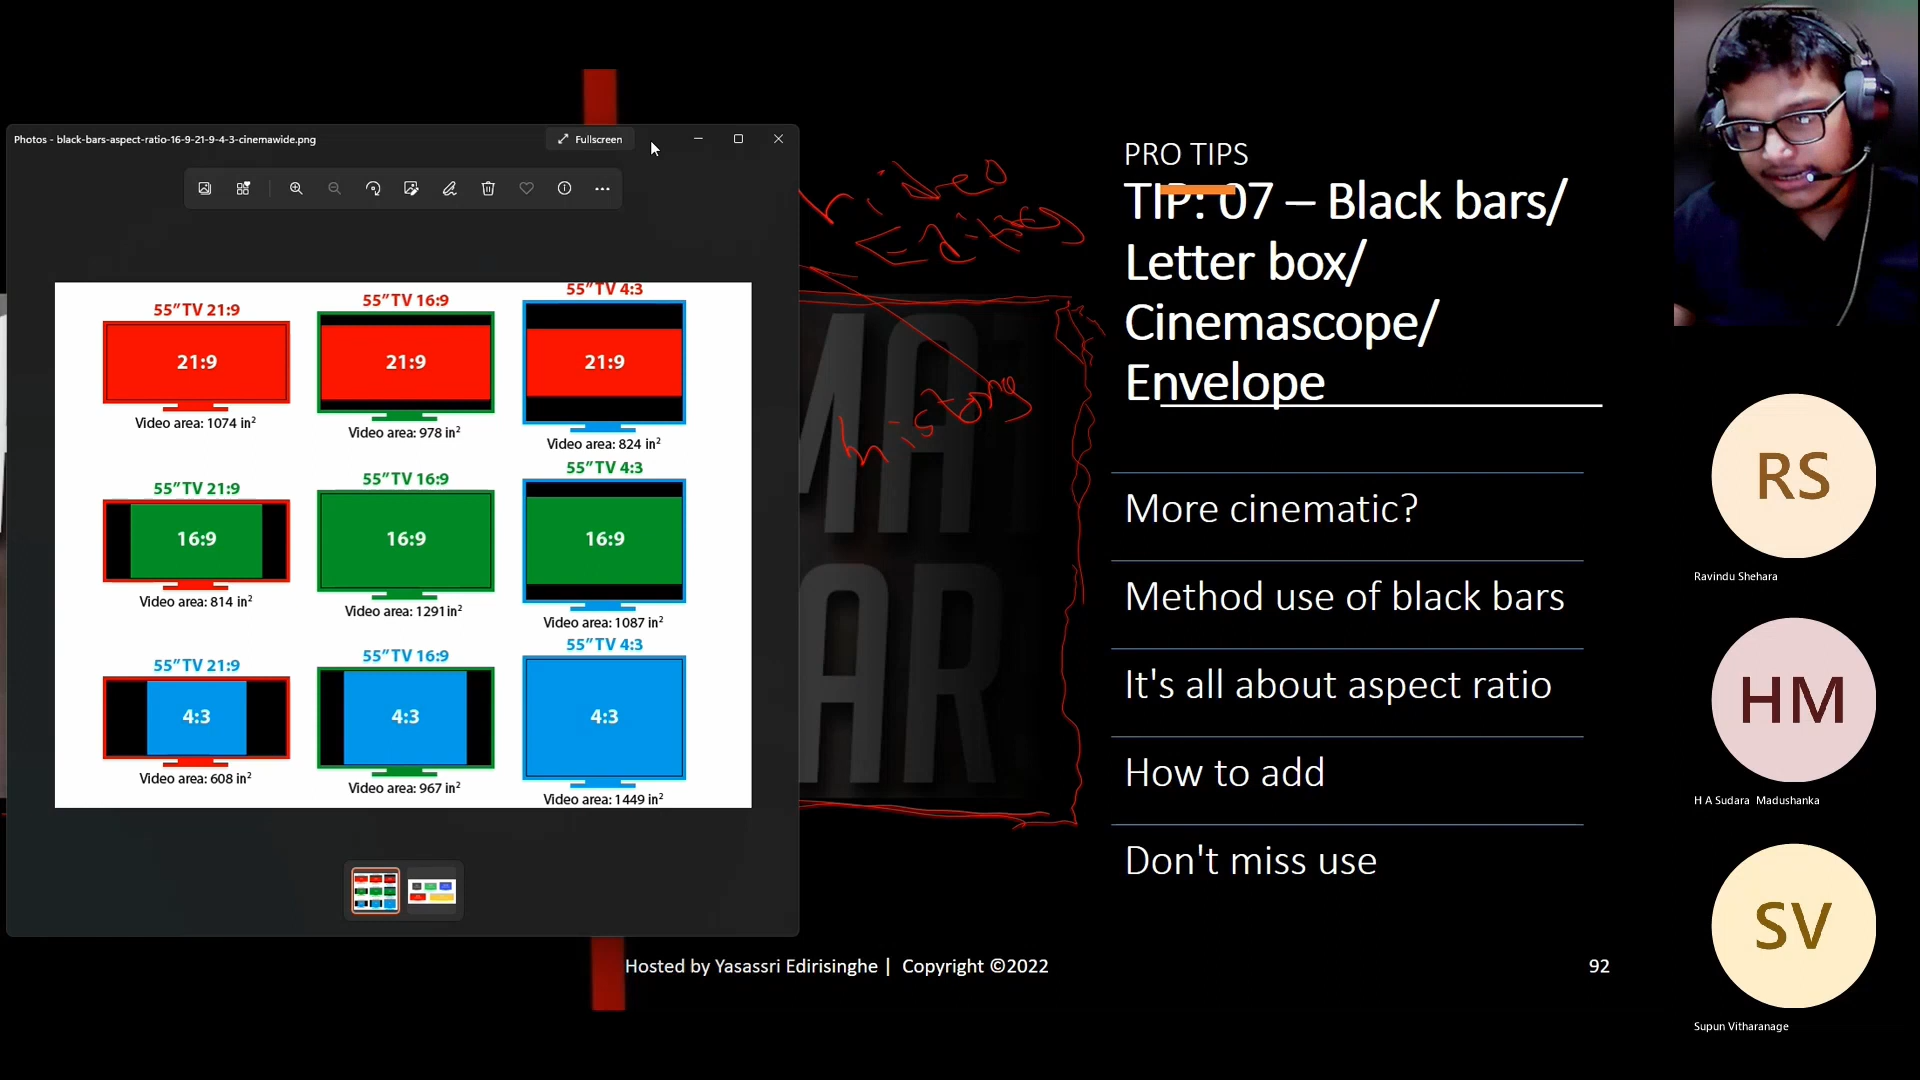 Photos - black-bars-aspect-ratio-16-9-21-9-4-3-cinemawide.png
Fullscreen
55"TV 21:9
55"TV 16:9
55"TV 4:3
21:9
21:9
21:9
Video area: 1074 in²
Video area: 978 in²
Video area: 824 in²
55"TV 21:9
55"TV 16:9
55"TV 4:3
16:9
16:9
16:9
Video area: 814 in²
Video area: 1291in²
Video area: 1087 in²
55"TV 21:9
55"TV 16:9
55"TV 4:3
4:3
4:3
4:3
Video area: 608 in²
Video area: 967 in²
Video area: 1449 in²
video
Editing
history
PRO TIPS
TIP: 07 – Black bars/
Letter box/
Cinemascope/
Envelope
More cinematic?
Method use of black bars
It's all about aspect ratio
How to add
Don't miss use
Hosted by Yasassri Edirisinghe | Copyright ©2022
92
RS
Ravindu Shehara
HM
H A Sudara Madushanka
SV
Supun Vitharanage